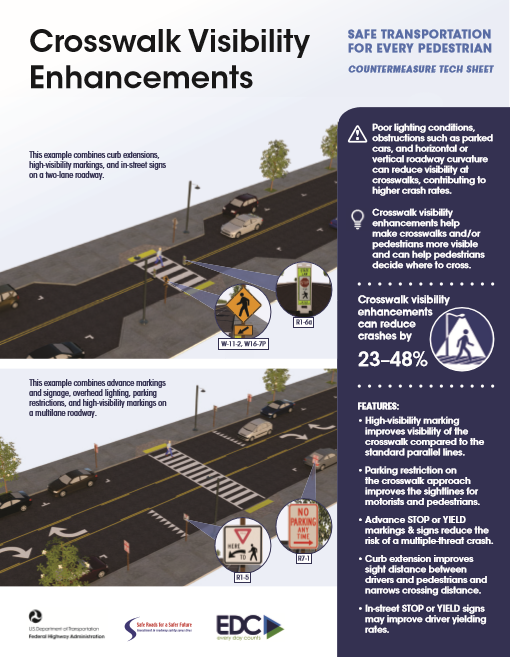 Crosswalk Visibility
Enhancements
SAFE TRANSPORTATION
FOR EVERY PEDESTRIAN
COUNTERMEASURE TECH SHEET
This example combines curb extensions,
high-visibility markings, and in-street signs
on a two-lane roadway.
W-11-2, W16-7P
R1-6a
This example combines advance markings
and signage, overhead lighting, parking
restrictions, and high-visibility markings on
a multilane roadway.
HERE
TO
R1-5
NO
PARKING
ANY
TIME
R7-1
Poor lighting conditions,
obstructions such as parked
cars, and horizontal or
vertical roadway curvature
can reduce visibility at
crosswalks, contributing to
higher crash rates.
Crosswalk visibility
enhancements help
make crosswalks and/or
pedestrians more visible
and can help pedestrians
decide where to cross.
Crosswalk visibility
enhancements
can reduce
crashes by
23–48%
FEATURES:
• High-visibility marking
improves visibility of the
crosswalk compared to the
standard parallel lines.
• Parking restriction on
the crosswalk approach
improves the sightlines for
motorists and pedestrians.
• Advance STOP or YIELD
markings & signs reduce the
risk of a multiple-threat crash.
• Curb extension improves
sight distance between
drivers and pedestrians and
narrows crossing distance.
• In-street STOP or YIELD signs
may improve driver yielding
rates.
U.S. Department of Transportation
Federal Highway Administration
Safe Roads for a Safer Future
Investment in roadway safety saves lives
EDC
every day counts